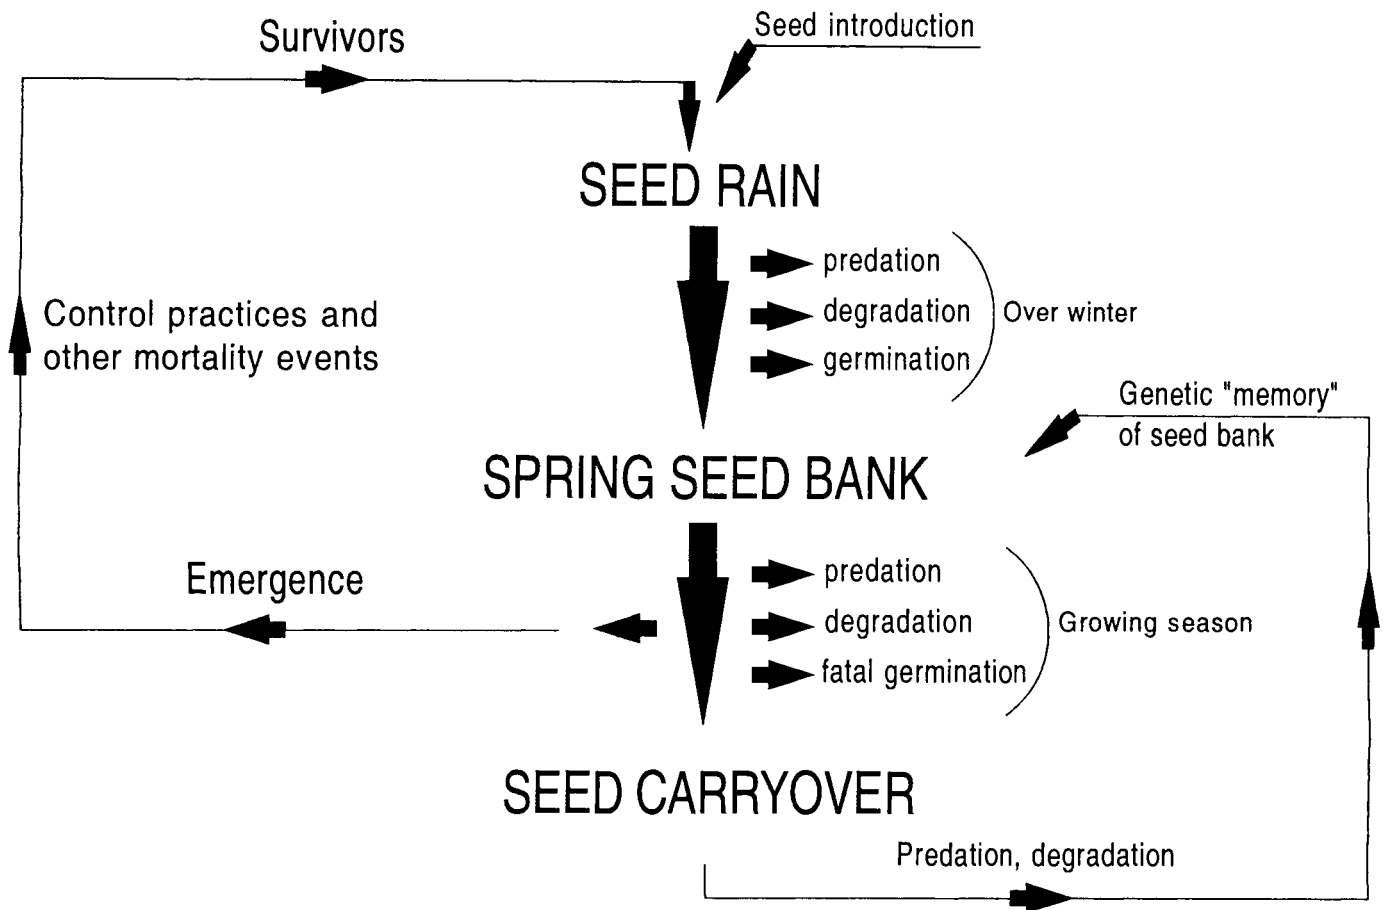 Seed introduction
Survivors
SEED RAIN
predation
degradation
germination
Over winter
Control practices and
other mortality events
Genetic "memory"
of seed bank
SPRING SEED BANK
Emergence
predation
degradation
fatal germination
Growing season
SEED CARRYOVER
Predation, degradation